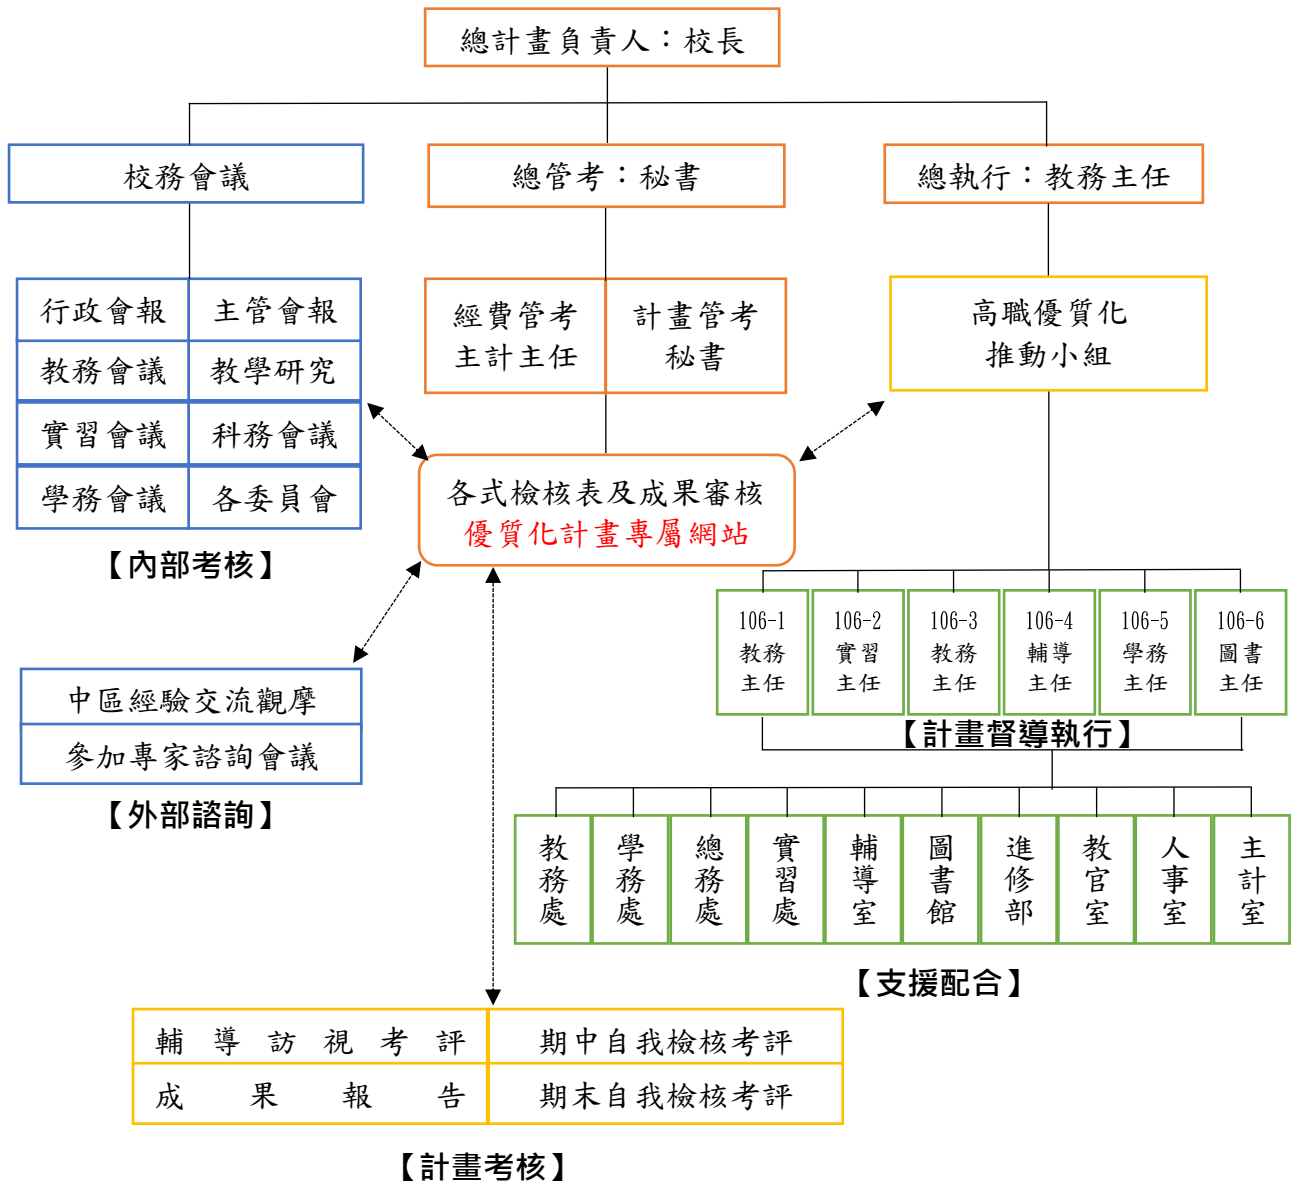 總計畫負責人：校長
校務會議
總管考：秘書
總執行：教務主任
行政會報
主管會報
教務會議
教學研究
實習會議
科務會議
學務會議
各委員會
【內部考核】
經費管考
主計主任
計畫管考
秘書
高職優質化
推動小組
各式檢核表及成果審核
優質化計畫專屬網站
中區經驗交流觀摩
參加專家諮詢會議
【外部諮詢】
106-1
教務
主任
106-2
實習
主任
106-3
教務
主任
106-4
輔導
主任
106-5
學務
主任
106-6
圖書
主任
【計畫督導執行】
教務處
學務處
總務處
實習處
輔導室
圖書館
進修部
教官室
人事室
主計室
【支援配合】
輔導訪視考評
期中自我檢核考評
成果報告
期末自我檢核考評
【計畫考核】